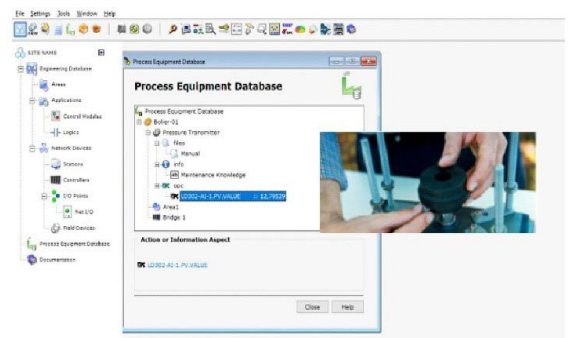 File Settings Tools Window Help
SITE NAME
Engineering Database
Areas
Applications
Control Modules
Logics
Network Devices
Stations
Controllers
I/O Points
Net I/O
Field Devices
Process Equipment Database
Documentation
Process Equipment Database
Process Equipment Database
Process Equipment Database
Boiler-01
Pressure Transmitter
files
Manual
info
Maintenance Knowledge
opc
LD302-AI-1.PV.VALUE :: 12,79529
Area1
Bridge 1
Action or Information Aspect
LD302-AI-1.PV.VALUE
Close Help